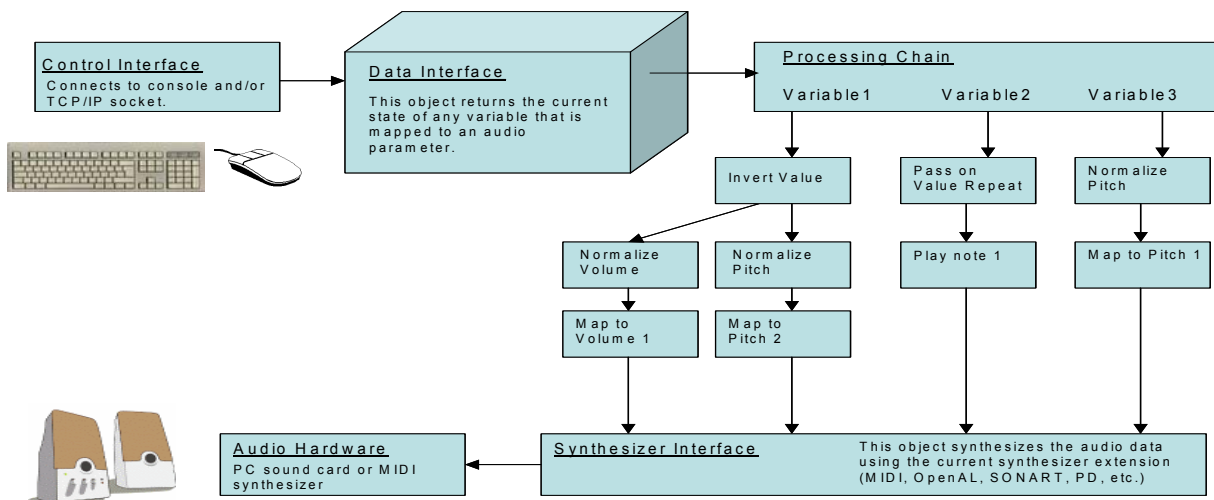 Control Interface
Connects to console and/or
TCP/IP socket.
Data Interface
This object returns the current
state of any variable that is
mapped to an audio
parameter.
Processing Chain
Variable1
Variable2
Variable3
Invert Value
Pass on
Value Repeat
Normalize
Pitch
Normalize
Volume
Normalize
Pitch
Play note 1
Map to Pitch 1
Map to
Volume 1
Map to
Pitch 2
Audio Hardware
PC sound card or MIDI
synthesizer
Synthesizer Interface
This object synthesizes the audio data
using the current synthesizer extension
(MIDI, OpenAL, SONART, PD, etc.)